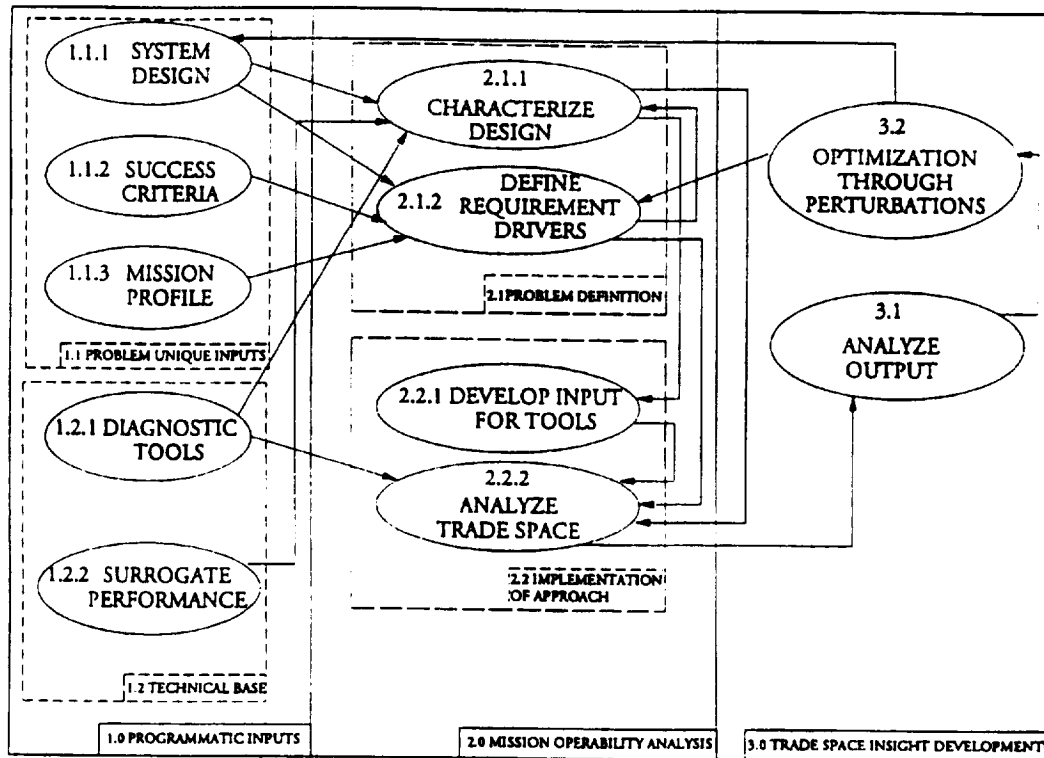 1.1.1 SYSTEM
DESIGN
1.1.2 SUCCESS
CRITERIA
1.1.3 MISSION
PROFILE
1.1 PROBLEM UNIQUE INPUTS
1.2.1 DIAGNOSTIC
TOOLS
1.2.2 SURROGATE
PERFORMANCE
1.2 TECHNICAL BASE
1.0 PROGRAMMATIC INPUTS
2.1.1
CHARACTERIZE
DESIGN
DEFINE
2.1.2 REQUIREMENT
DRIVERS
2.1 PROBLEM DEFINITION
2.2.1 DEVELOP INPUT
FOR TOOLS
2.2.2
ANALYZE
TRADE SPACE
2.2 IMPLEMENTATION
OF APPROACH
2.0 MISSION OPERABILITY ANALYSIS
3.2
OPTIMIZATION
THROUGH
PERTURBATIONS
3.1
ANALYZE
OUTPUT
3.0 TRADE SPACE INSIGHT DEVELOPMENT